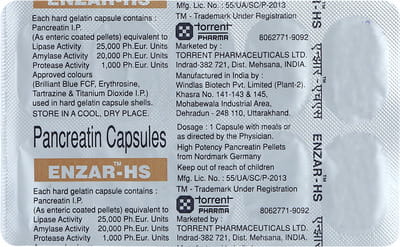 ENZAR™-HS
Each hard gelatin capsule contains :
Pancreatin I.P.
(As enteric coated pellets) equivalent to
Lipase Activity 25,000 Ph.Eur. Units
Amylase Activity 20,000 Ph.Eur. Units
Protease Activity 1,000 Ph.Eur. Units
Approved colours
(Brilliant Blue FCF, Erythrosine,
Tartrazine & Titanium Dioxide I.P.)
used in hard gelatin capsule shells.
STORE IN A COOL, DRY PLACE.
Pancreatin Capsules
ENZAR™-HS
Each hard gelatin capsule contains :
Pancreatin I.P.
(As enteric coated pellets) equivalent to
Lipase Activity 25,000 Ph.Eur. Units
Amylase Activity 20,000 Ph.Eur. Units
Protease Activity 1,000 Ph.Eur. Units
Mfg. Lic. No. : 55/UA/SC/P-2013
TM - Trademark Under Registration
torrent
PHARMA
8062771-9092
Marketed by :
TORRENT PHARMACEUTICALS LTD.
Indrad-382 721, Dist. Mehsana, INDIA.
Manufactured in India by :
Windlas Biotech Pvt. Limited (Plant-2).
Khasra No. 141-143 & 145,
Mohabewala Industrial Area,
Dehradun - 248 110, Uttarakhand.
Dosage : 1 Capsule with meals or
as directed by the Physician.
High Potency Pancreatin Pellets
from Nordmark Germany
Keep out of reach of children
Mfg. Lic. No. : 55/UA/SC/P-2013
TM - Trademark Under Registration
torrent
PHARMA
8062771-9092
Marketed by :
TORRENT PHARMACEUTICALS LTD.
Indrad-382 721, Dist. Mehsana, INDIA.
-HS
एन्ज़ार™-एचएस
ENZAR™-HS